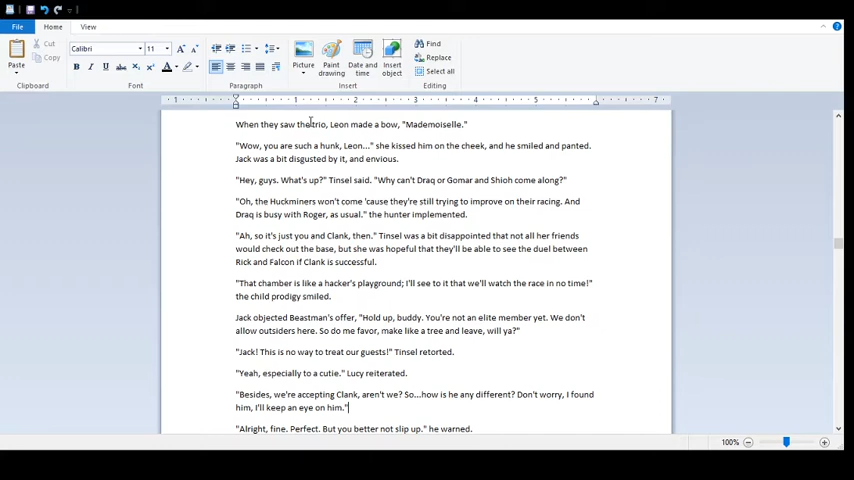 File
Home
View
Cut
Copy
Paste
Clipboard
Calibri
11
Font
Paragraph
Picture
Paint drawing
Date and time
Insert object
Insert
Find
Replace
Select all
Editing
1 1 2 3 4 5 6 7
When they saw the trio, Leon made a bow, "Mademoiselle."
"Wow, you are such a hunk, Leon..." she kissed him on the cheek, and he smiled and panted.
Jack was a bit disgusted by it, and envious.
"Hey, guys. What's up?" Tinsel said. "Why can't Draq or Gomar and Shioh come along?"
"Oh, the Huckminers won't come 'cause they're still trying to improve on their racing. And
Draq is busy with Roger, as usual." the hunter implemented.
"Ah, so it's just you and Clank, then." Tinsel was a bit disappointed that not all her friends
would check out the base, but she was hopeful that they'll be able to see the duel between
Rick and Falcon if Clank is successful.
"That chamber is like a hacker's playground; I'll see to it that we'll watch the race in no time!"
the child prodigy smiled.
Jack objected Beastman's offer, "Hold up, buddy. You're not an elite member yet. We don't
allow outsiders here. So do me favor, make like a tree and leave, will ya?"
"Jack! This is no way to treat our guests!" Tinsel retorted.
"Yeah, especially to a cutie." Lucy reiterated.
"Besides, we're accepting Clank, aren't we? So...how is he any different? Don't worry, I found
him, I'll keep an eye on him."
"Alright, fine. Perfect. But you better not slip up." he warned.
100%